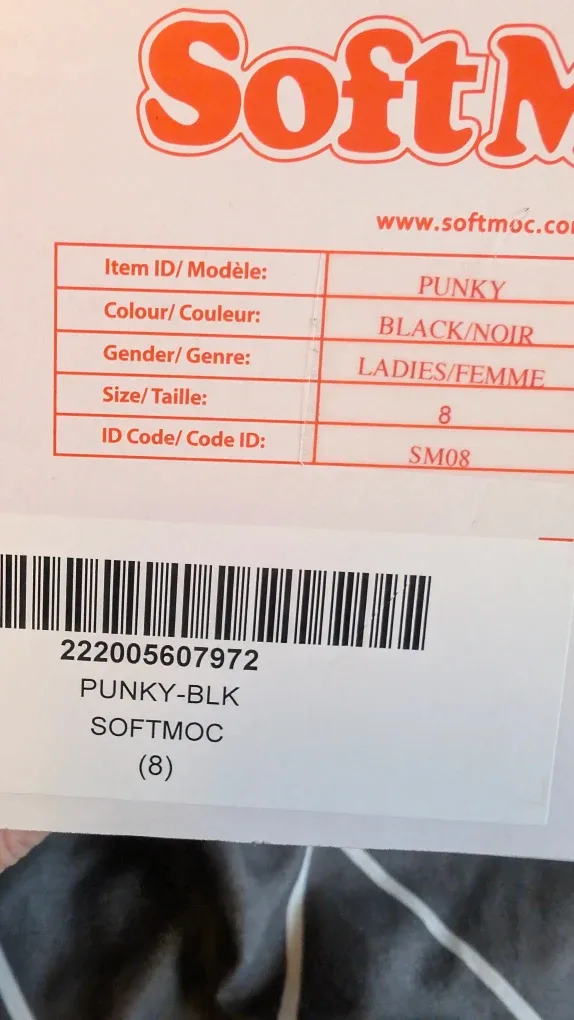 Soft
www.softmoc.co
Item ID/ Modèle: PUNKY
Colour/ Couleur: BLACK/NOIR
Gender/ Genre: LADIES/FEMME
Size/ Taille: 8
ID Code/ Code ID: SM08
222005607972
PUNKY-BLK
SOFTMOC
(8)